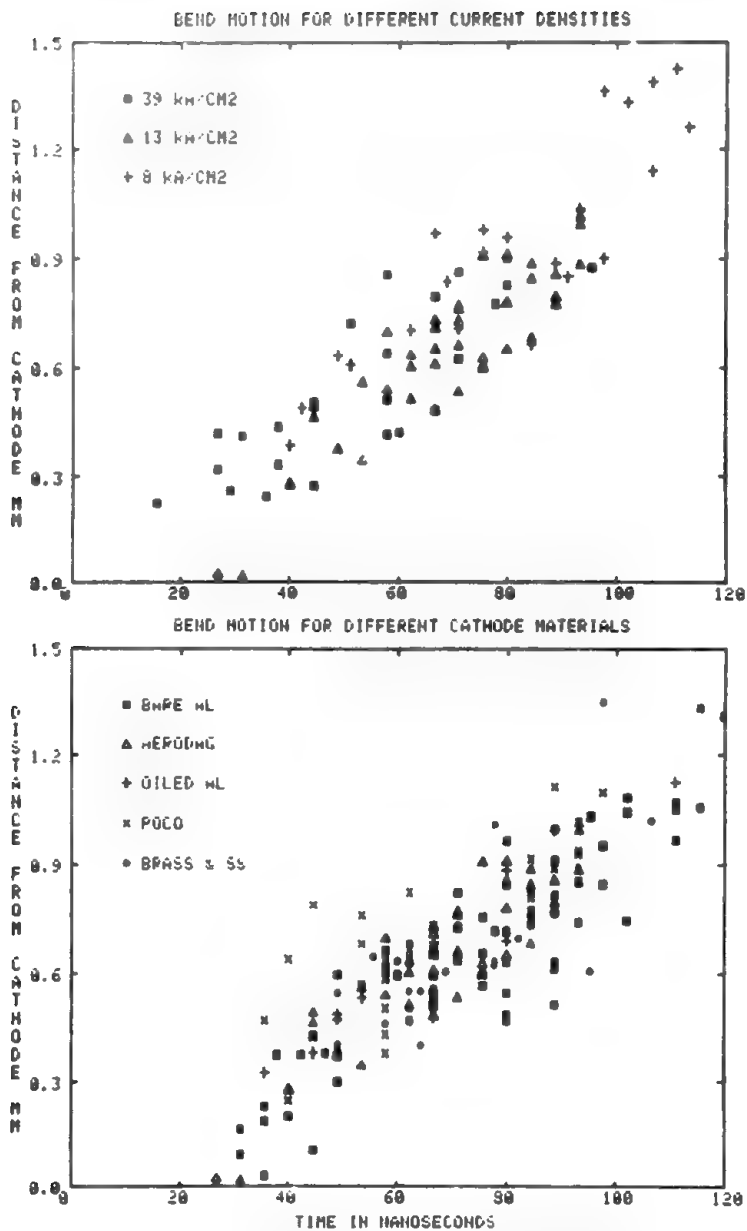 BEND MOTION FOR DIFFERENT CURRENT DENSITIES
1.5
1.2
0.9
0.6
0.3
0.0
DISTANCE FROM CATHODE MM
39 kA/CM2
13 kA/CM2
8 kA/CM2
0 20 40 60 80 100 120
BEND MOTION FOR DIFFERENT CATHODE MATERIALS
1.5
1.2
0.9
0.6
0.3
0.0
DISTANCE FROM CATHODE MM
BARE AL
AERODAG
OILED AL
POCO
BRASS & SS
0 20 40 60 80 100 120
TIME IN NANOSECONDS